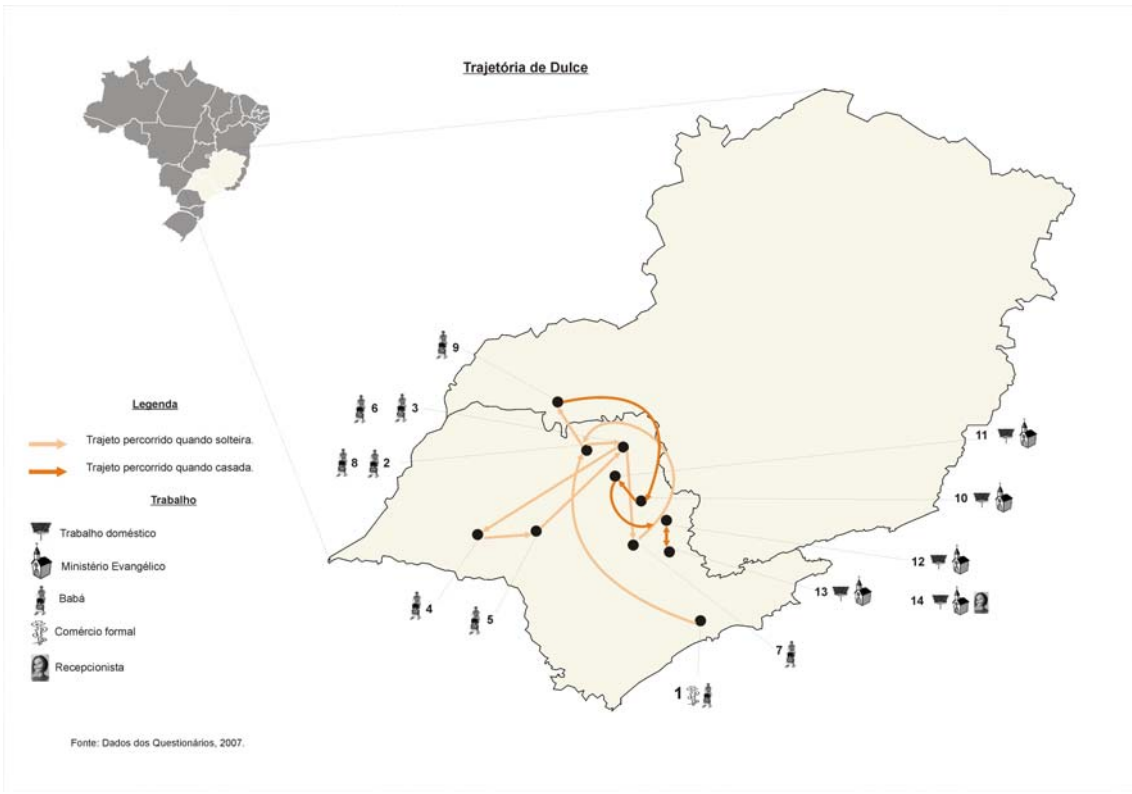 Trajetória de Dulce
9
6 3
8 2
11
10
12
13
14
4
5
7
1
Legenda
Trajeto percorrido quando solteira.
Trajeto percorrido quando casada.
Trabalho
Trabalho doméstico
Ministério Evangélico
Babá
Comércio formal
Recepcionista
Fonte: Dados dos Questionários, 2007.